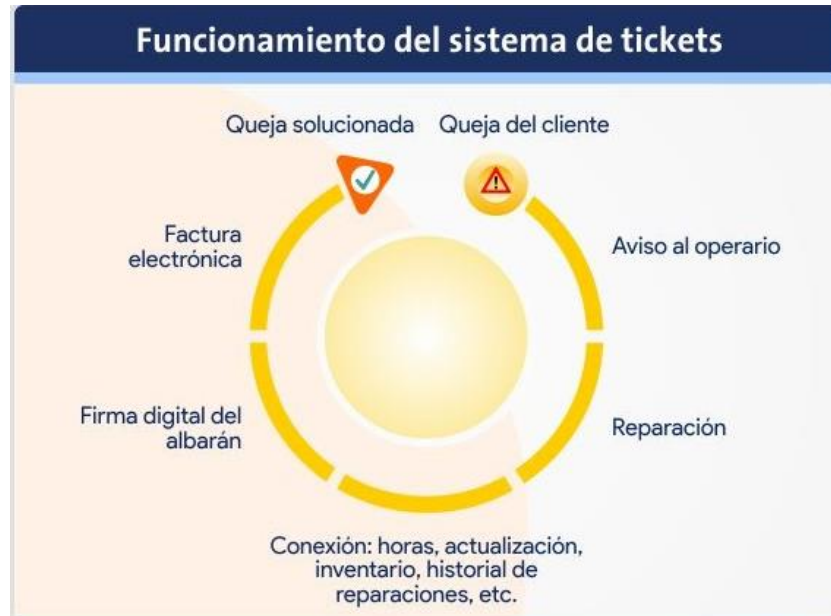 Funcionamiento del sistema de tickets
Queja solucionada
Queja del cliente
Factura
electrónica
Aviso al operario
Firma digital del
albarán
Reparación
Conexión: horas, actualización,
inventario, historial de
reparaciones, etc.